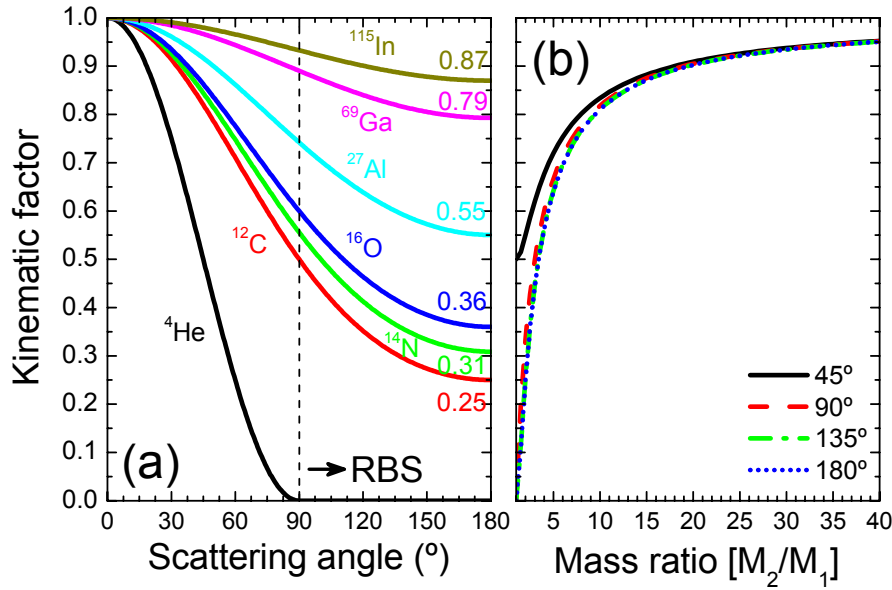 Kinematic factor
1.0
0.9
0.8
0.7
0.6
0.5
0.4
0.3
0.2
0.1
0.0
¹¹⁵In
0.87
⁶⁹Ga
0.79
²⁷Al
0.55
¹²C
¹⁶O
0.36
⁴He
¹⁴N
0.31
0.25
(a)
→RBS
0 30 60 90 120 150 180
Scattering angle (º)
(b)
45º
90º
135º
180º
5 10 15 20 25 30 35 40
Mass ratio [M₂/M₁]